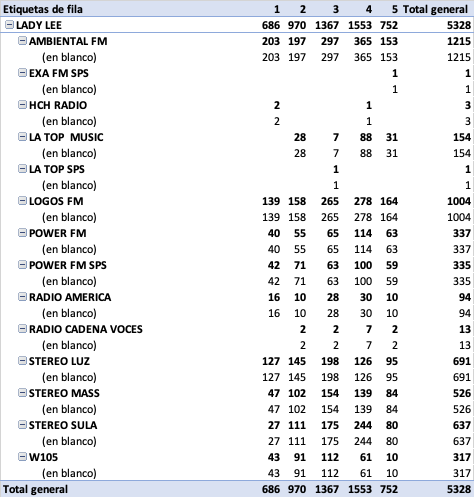 Etiquetas de fila 1 2 3 4 5 Total general
LADY LEE 686 970 1367 1553 752 5328
AMBIENTAL FM 203 197 297 365 153 1215
(en blanco) 203 197 297 365 153 1215
EXA FM SPS 1 1
(en blanco) 1 1
HCH RADIO 2 1 3
(en blanco) 2 1 3
LA TOP MUSIC 28 7 88 31 154
(en blanco) 28 7 88 31 154
LA TOP SPS 1 1
(en blanco) 1 1
LOGOS FM 139 158 265 278 164 1004
(en blanco) 139 158 265 278 164 1004
POWER FM 40 55 65 114 63 337
(en blanco) 40 55 65 114 63 337
POWER FM SPS 42 71 63 100 59 335
(en blanco) 42 71 63 100 59 335
RADIO AMERICA 16 10 28 30 10 94
(en blanco) 16 10 28 30 10 94
RADIO CADENA VOCES 2 2 7 2 13
(en blanco) 2 2 7 2 13
STEREO LUZ 127 145 198 126 95 691
(en blanco) 127 145 198 126 95 691
STEREO MASS 47 102 154 139 84 526
(en blanco) 47 102 154 139 84 526
STEREO SULA 27 111 175 244 80 637
(en blanco) 27 111 175 244 80 637
W105 43 91 112 61 10 317
(en blanco) 43 91 112 61 10 317
Total general 686 970 1367 1553 752 5328